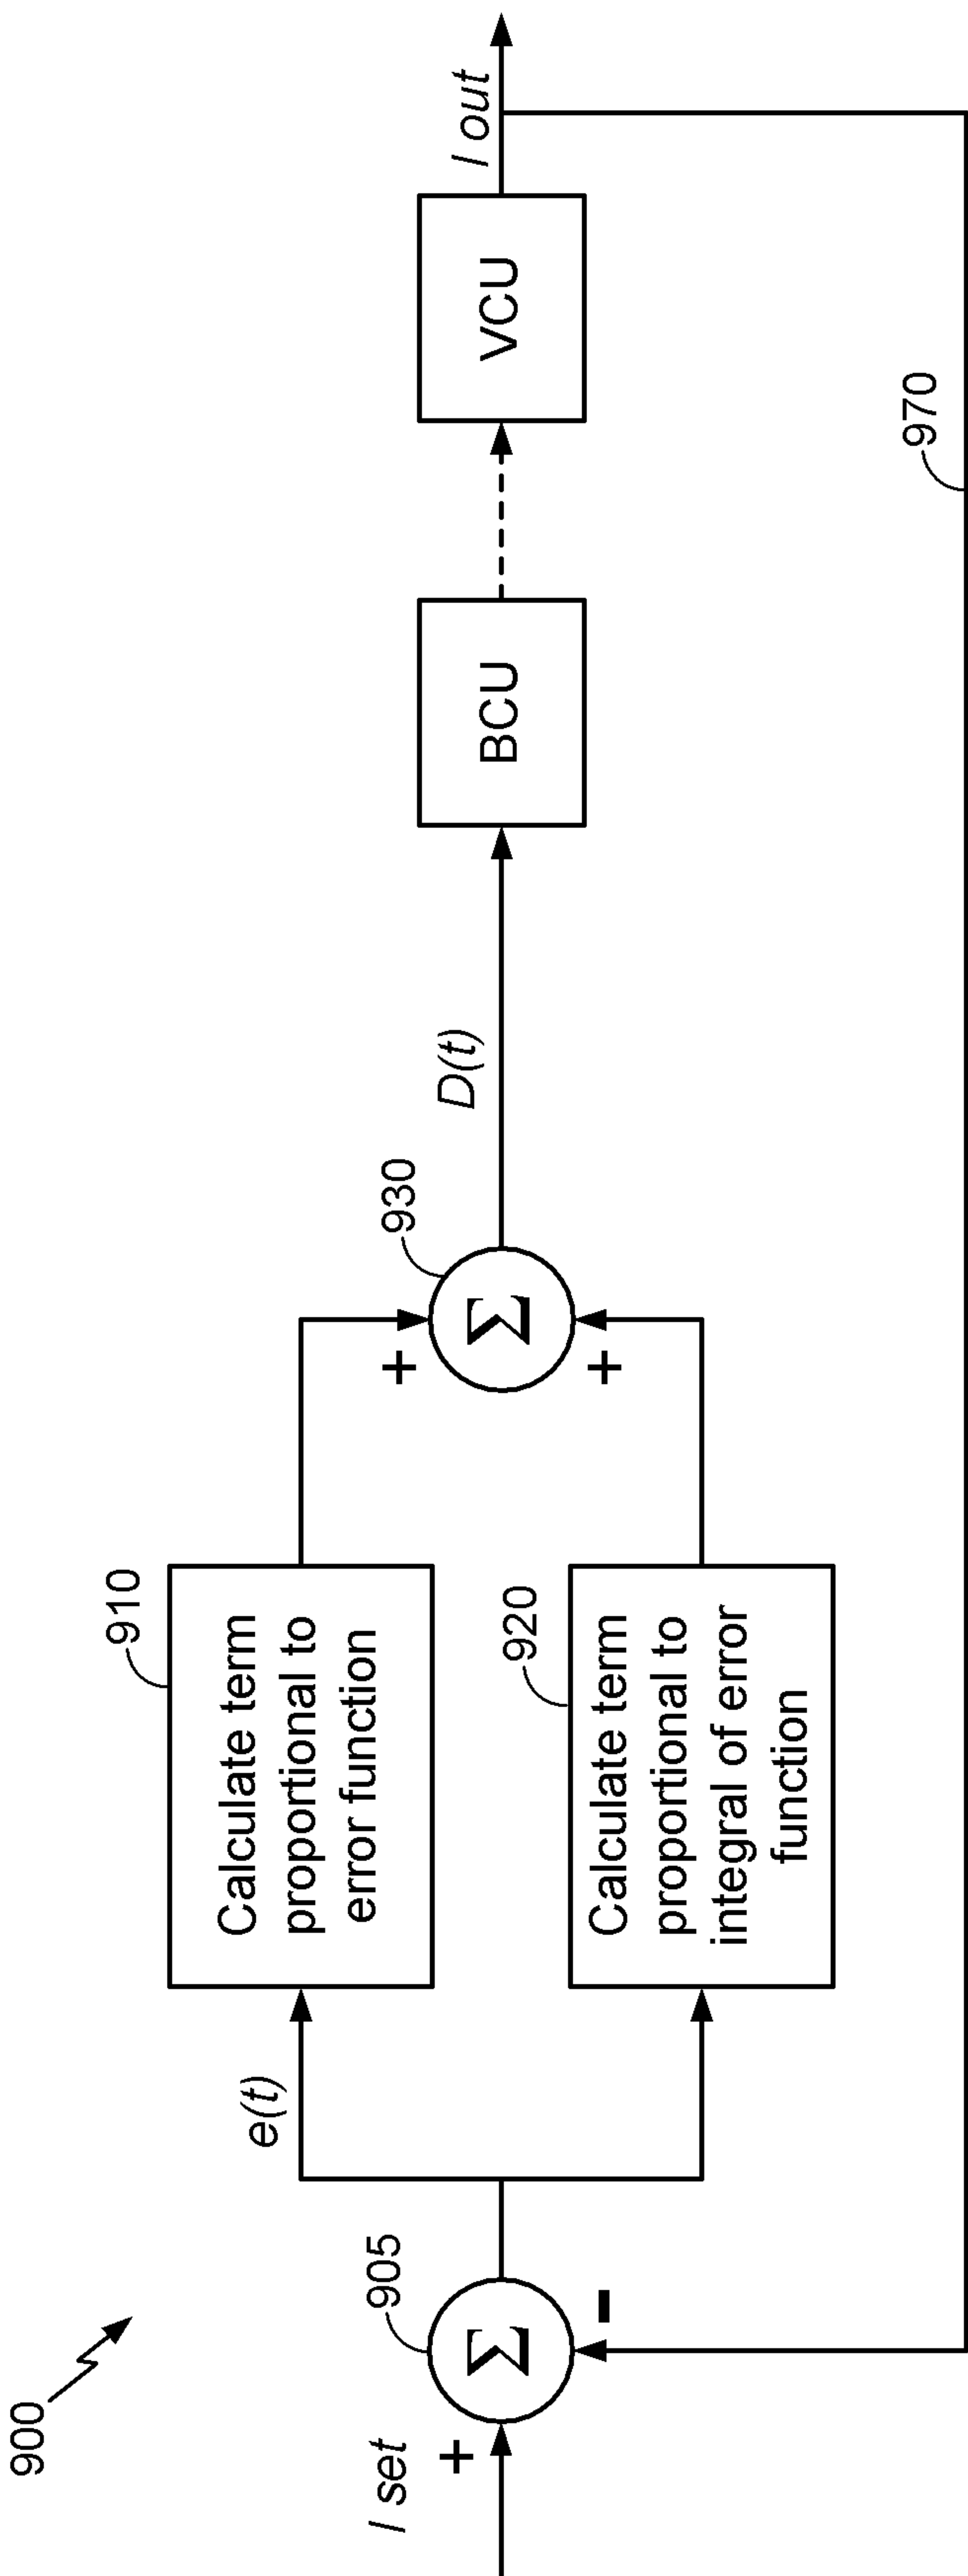 900
I set
+
Σ
905
-
e(t)
910
Calculate term
proportional to
error function
920
Calculate term
proportional to
integral of error
function
+
+
Σ
930
D(t)
BCU
VCU
I out
970